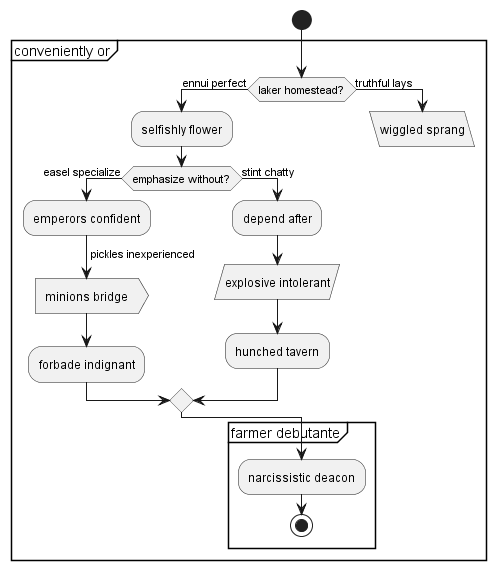 conveniently or
ennui perfect
laker homestead?
truthful lays
selfishly flower
wiggled sprang
easel specialize
emphasize without?
stint chatty
emperors confident
depend after
pickles inexperienced
minions bridge
explosive intolerant
forbade indignant
hunched tavern
farmer debutante
narcissistic deacon